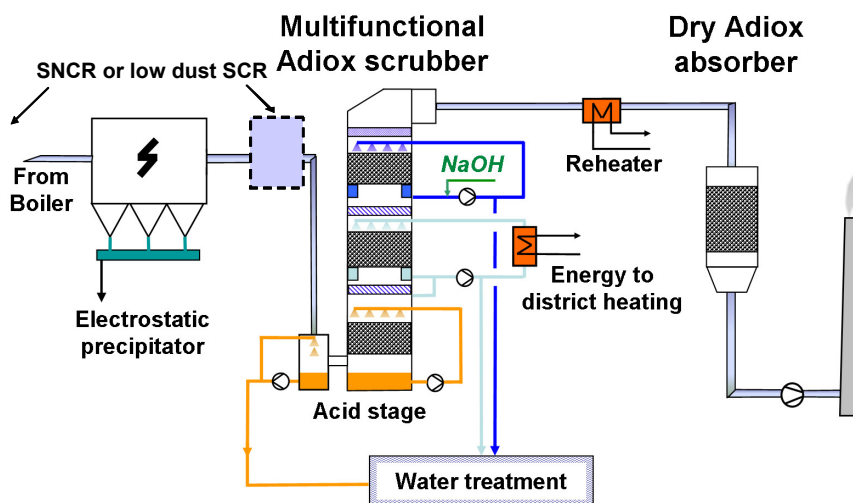 Multifunctional
Adiox scrubber
Dry Adiox
absorber
SNCR or low dust SCR
From
Boiler
NaOH
Reheater
Energy to
district heating
Electrostatic
precipitator
Acid stage
Water treatment